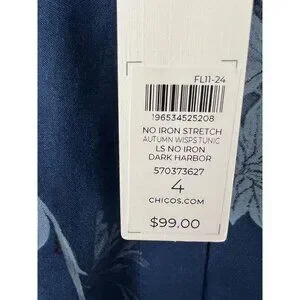 FL11-24
196534525208
NO IRON STRETCH
AUTUMN WISPS TUNIC
LS NO IRON
DARK HARBOR
570373627
4
CHICOS.COM
$99.00